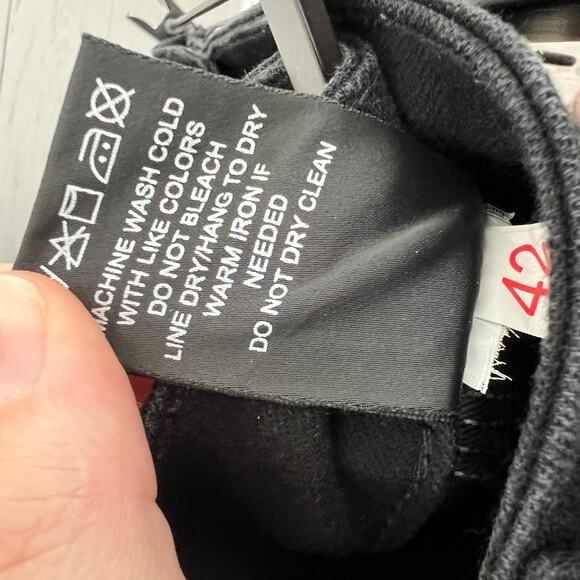 MACHINE WASH COLD
WITH LIKE COLORS
DO NOT BLEACH
LINE DRY/HANG TO DRY
WARM IRON IF
NEEDED
DO NOT DRY CLEAN
42